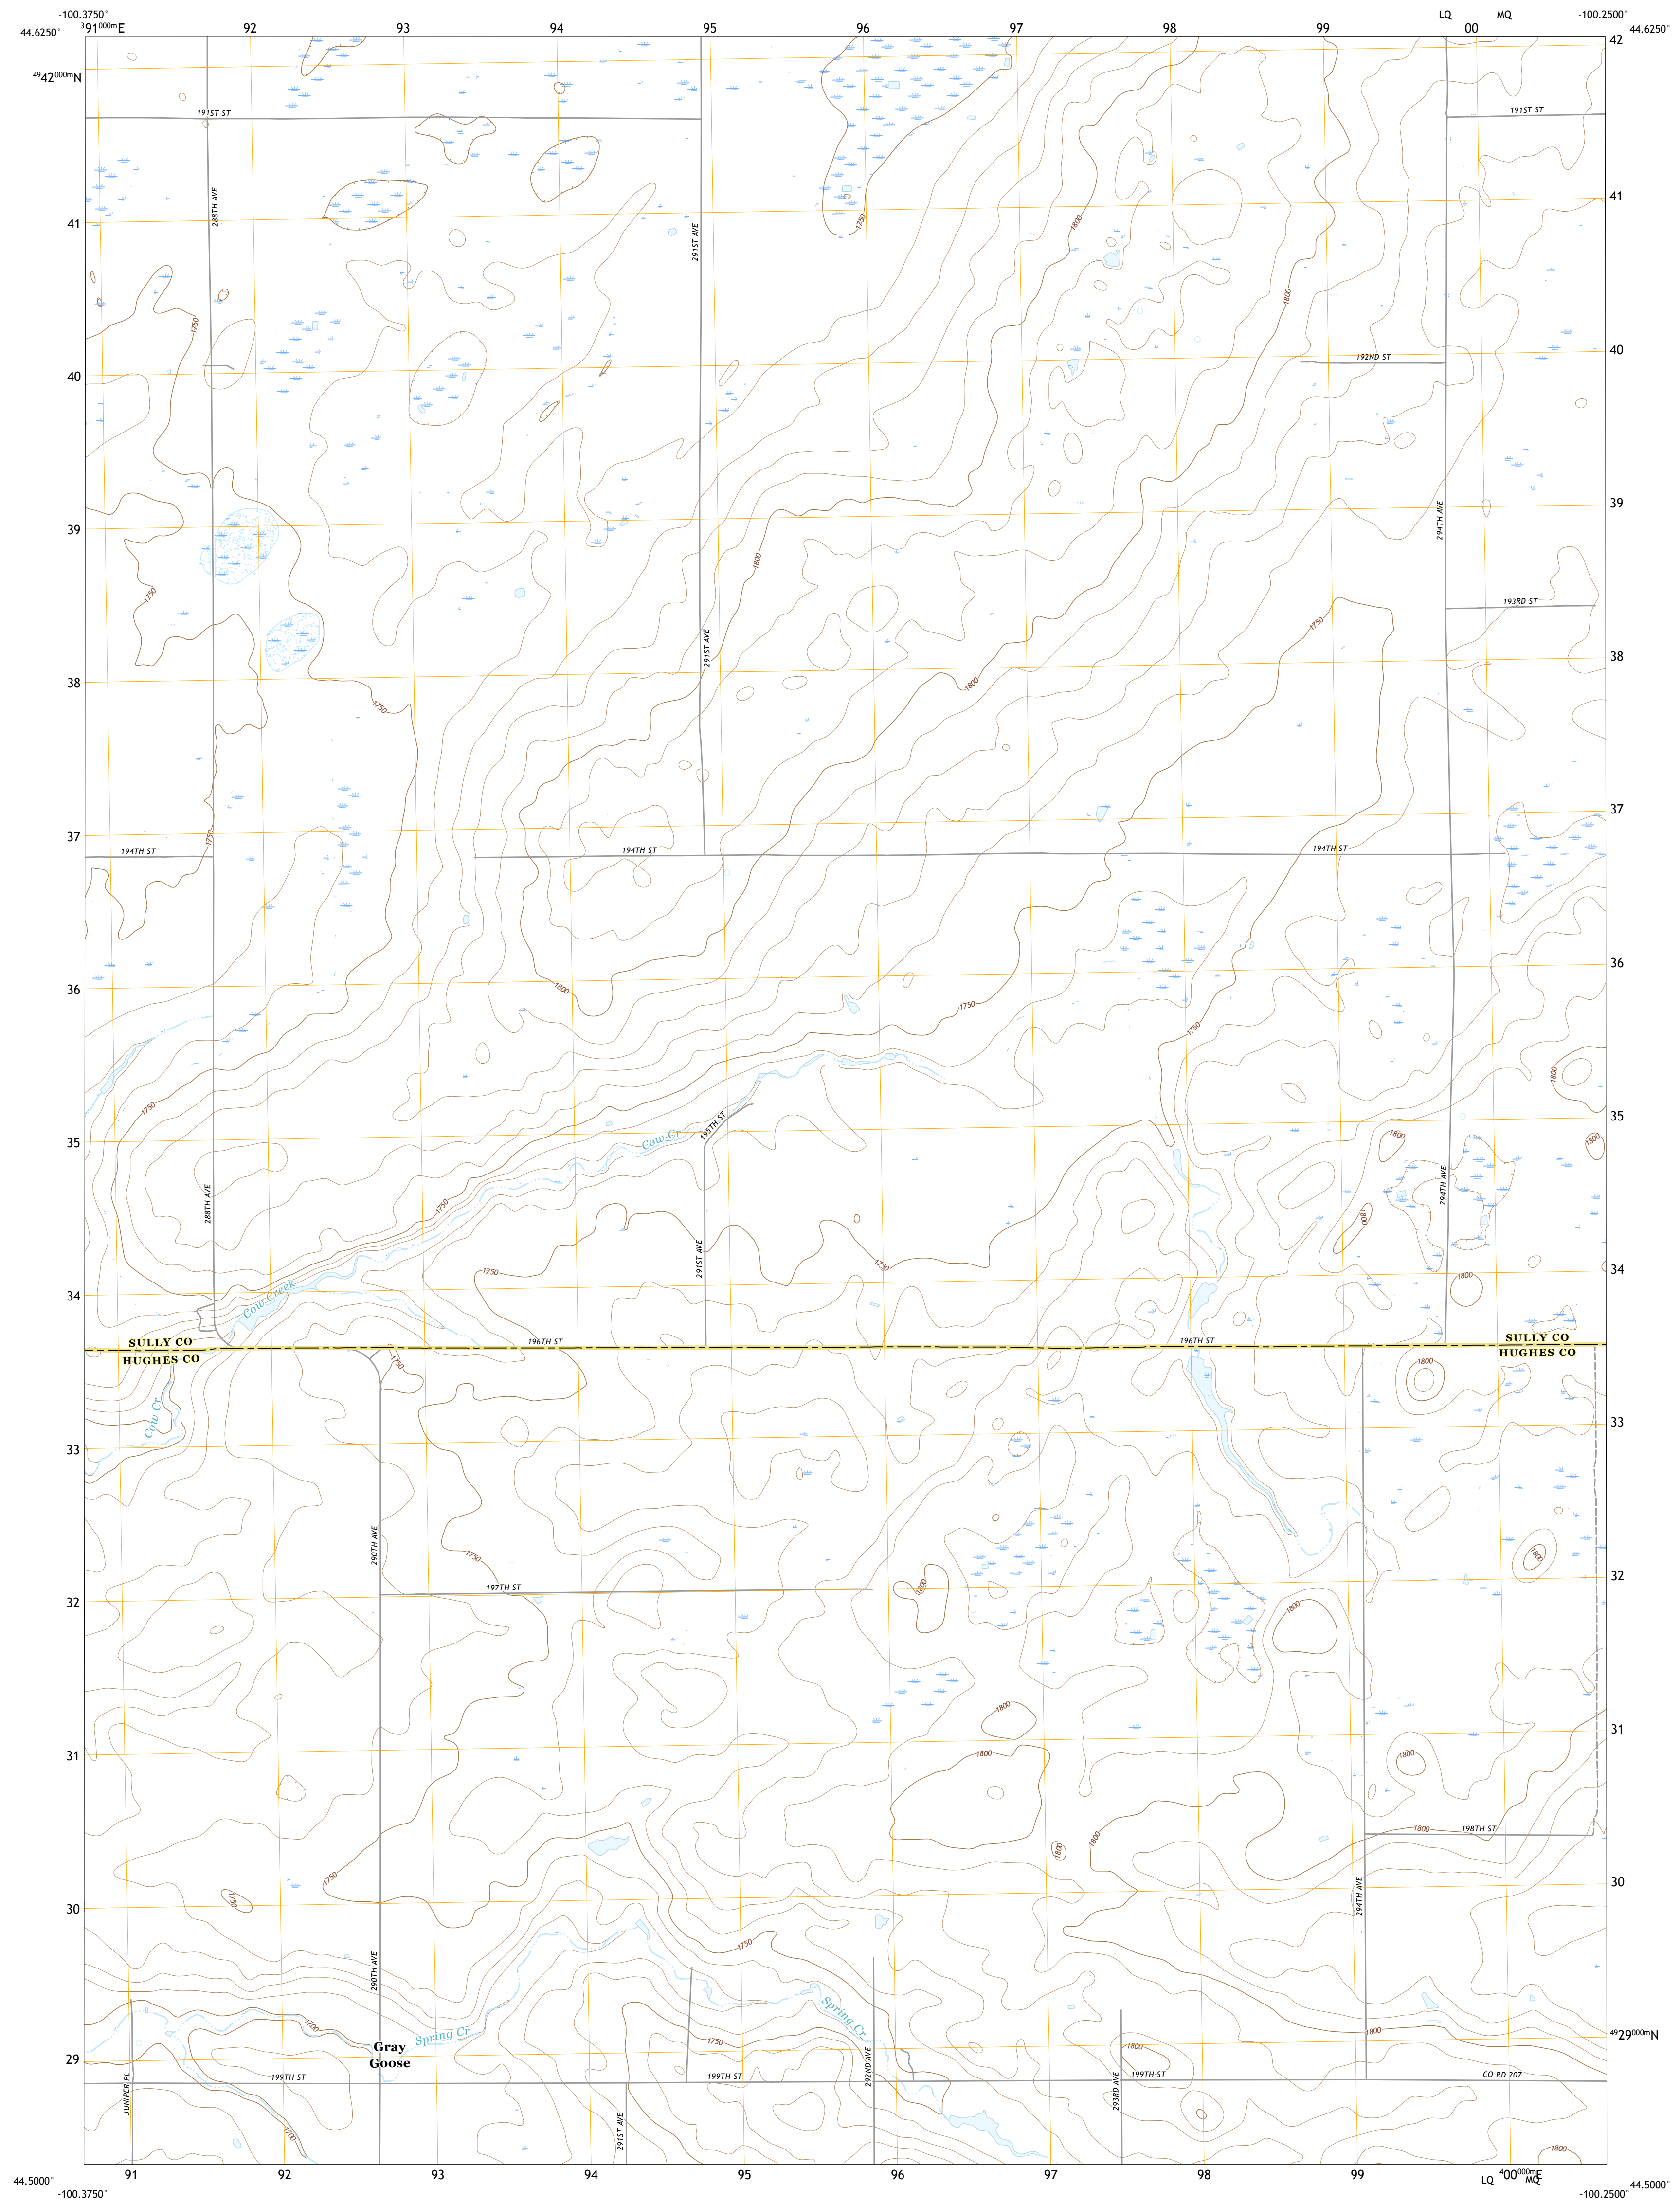 -100.3750°
391000mE
92
93
94
95
96
97
98
99
LQ
00
MQ
-100.2500°
44.6250°
44.6250°
4942000mN
42
191ST ST
191ST ST
41
288TH AVE
291ST AVE
1750
1800
41
1800
1750
40
192ND ST
40
39
1800
294TH AVE
39
1750
193RD ST
1750
291ST AVE
38
1750
1800
38
37
1750
37
194TH ST
194TH ST
194TH ST
36
1800
1750
36
1750
1750
1800
35
Cow Cr
195TH ST
1800
1800
35
288TH AVE
1750
294TH AVE
1800
291ST AVE
1750
1750
34
Cow Creek
1800
34
SULLY CO
196TH ST
196TH ST
SULLY CO
HUGHES CO
HUGHES CO
1750
1800
Cow Cr
33
33
290TH AVE
1750
1800
197TH ST
1800
32
32
1800
1800
31
1800
1800
31
1800
1800
1800
198TH ST
1750
1750
30
294TH AVE
30
290TH AVE
1750
1700
Spring Cr
Spring Cr
1750
1800
4929000mN
Gray
Goose
29
1800
JUNIPER PL
199TH ST
199TH ST
292ND AVE
293RD AVE
199TH ST
CO RD 207
291ST AVE
1700
1800
44.5000°
91
92
93
94
95
96
97
98
99
400000mE
LQ
MQ
44.5000°
-100.3750°
-100.2500°